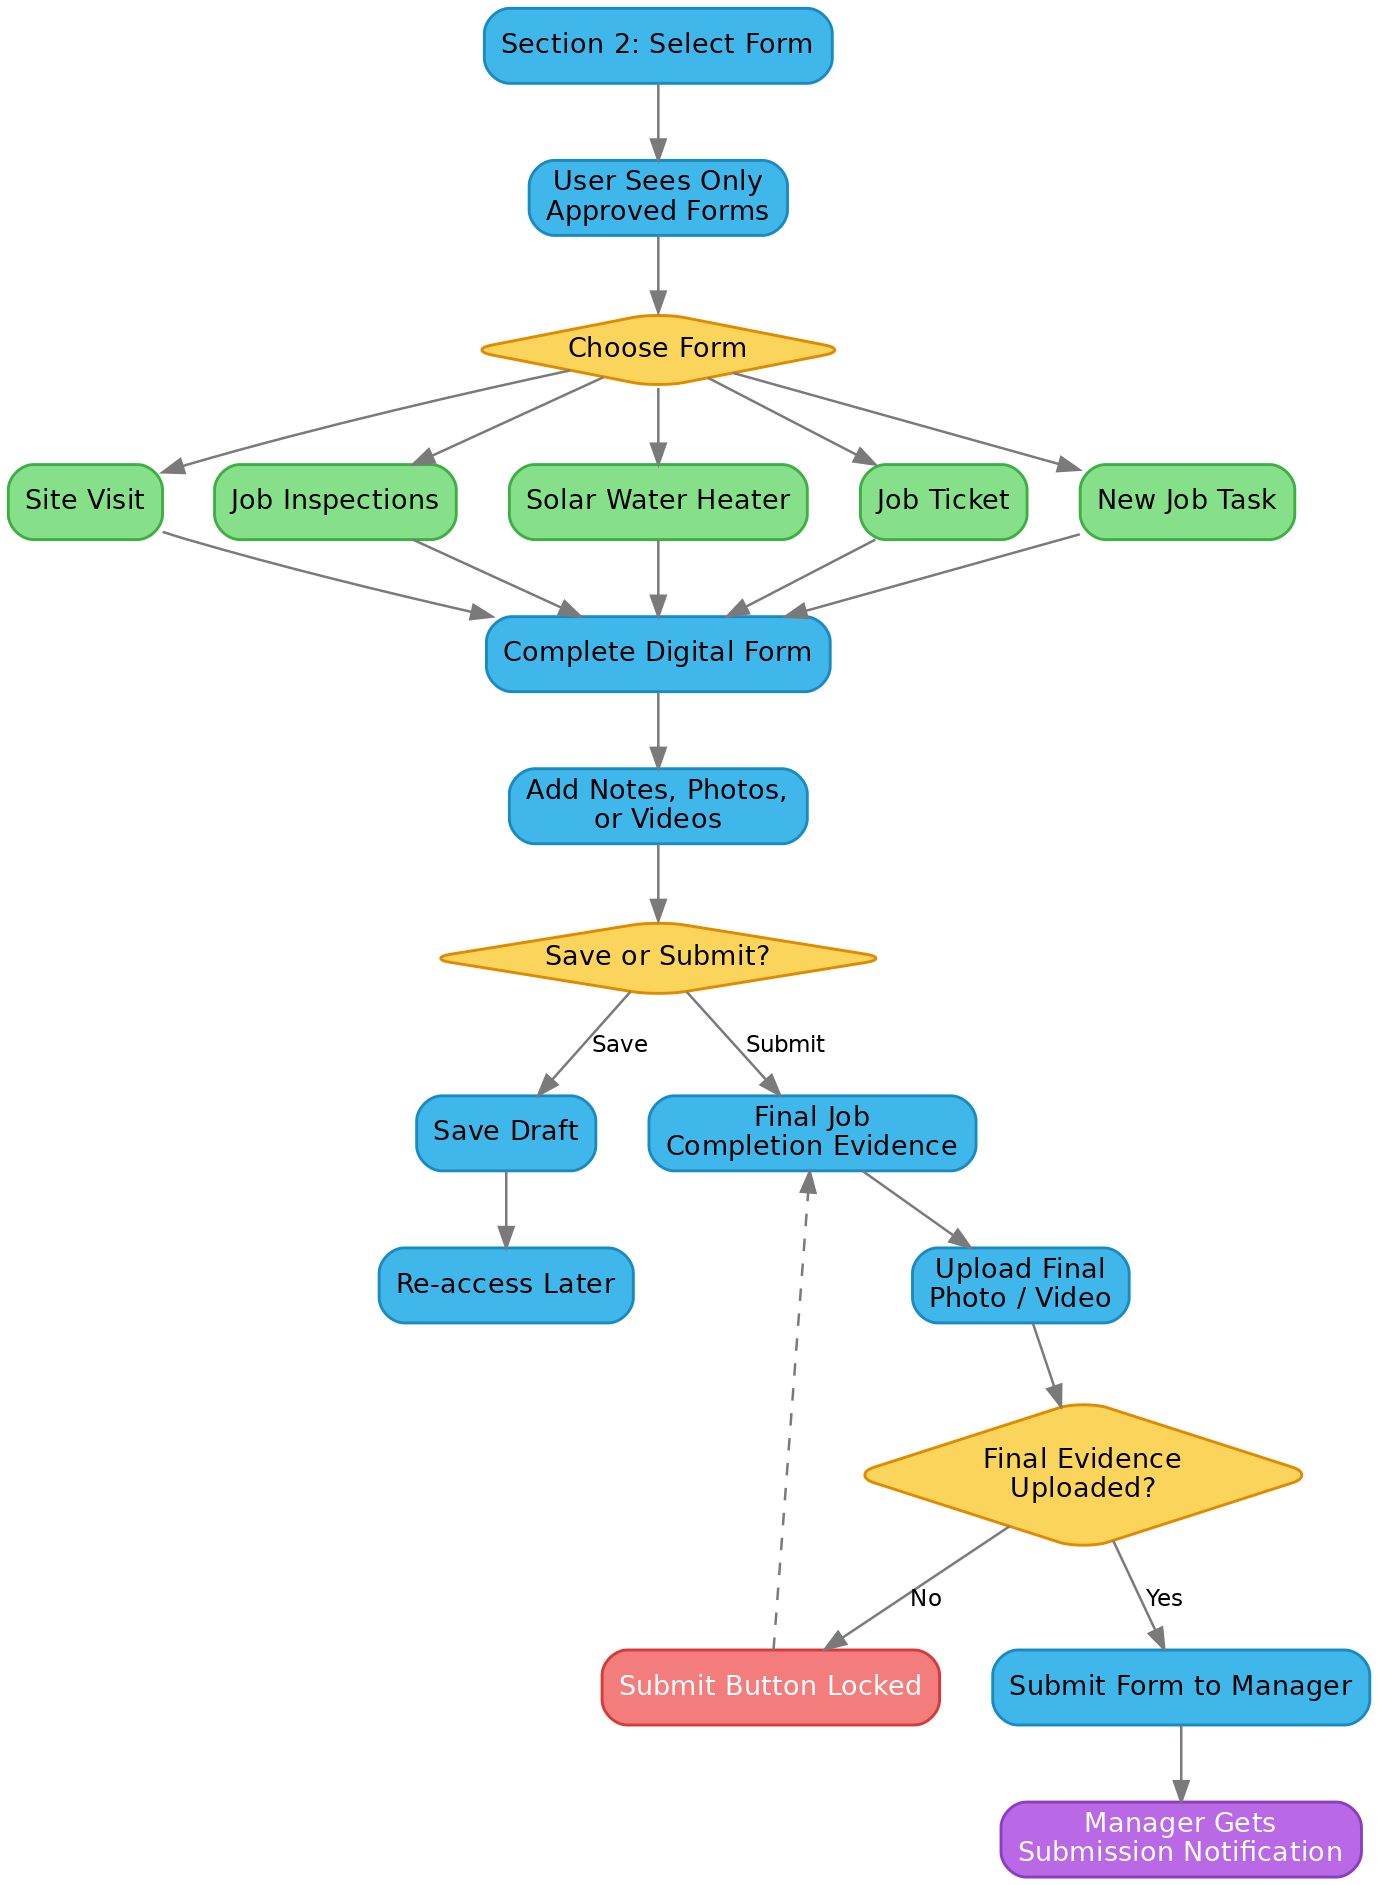 Section 2: Select Form
User Sees Only
Approved Forms
Choose Form
Site Visit
Job Inspections
Solar Water Heater
Job Ticket
New Job Task
Complete Digital Form
Add Notes, Photos,
or Videos
Save or Submit?
Save
Submit
Save Draft
Final Job
Completion Evidence
Re-access Later
Upload Final
Photo / Video
Final Evidence
Uploaded?
No
Yes
Submit Button Locked
Submit Form to Manager
Manager Gets
Submission Notification